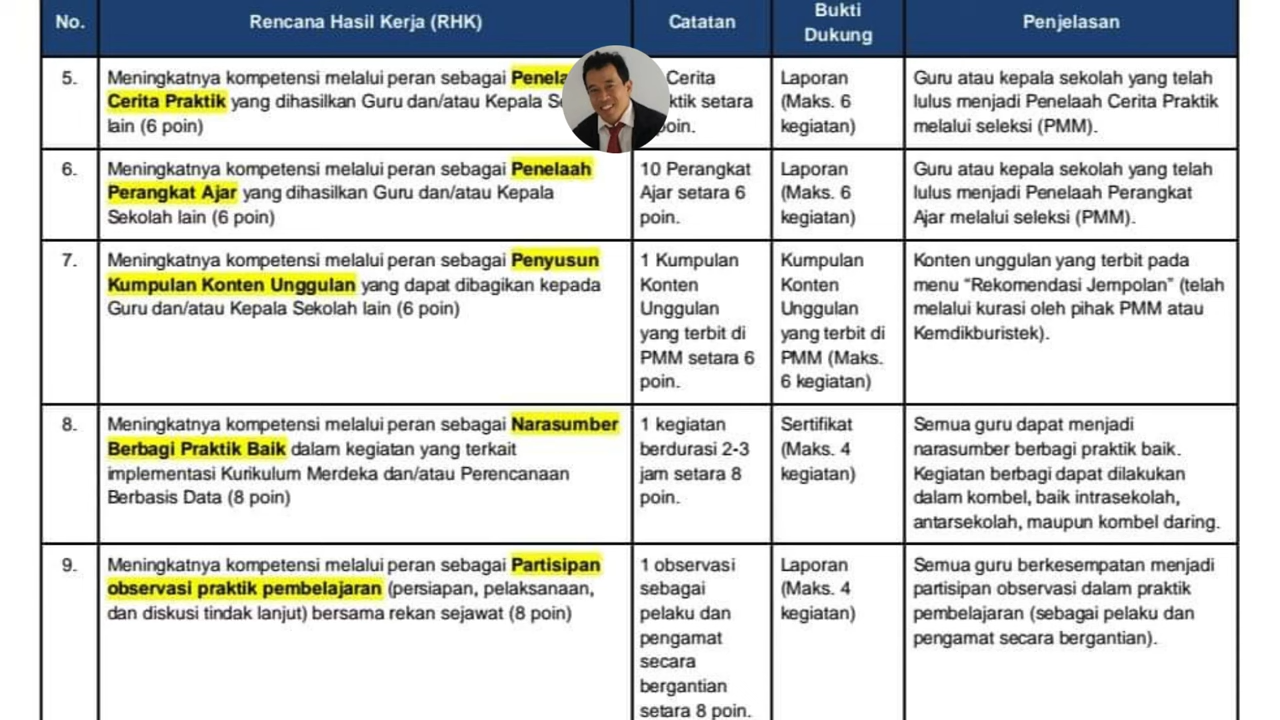 No.
Rencana Hasil Kerja (RHK)
Catatan
Bukti
Dukung
Penjelasan
5.
Meningkatnya kompetensi melalui peran sebagai
Cerita Praktik yang dihasilkan Guru dan/atau Kepala
lain (6 poin)
Cerita
setara
poin.
Laporan
(Maks. 6
kegiatan)
Guru atau kepala sekolah yang telah
lulus menjadi Penelaah Cerita Praktik
melalui seleksi (PMM).
6.
Meningkatnya kompetensi melalui peran sebagai Penelaah
Perangkat Ajar yang dihasilkan Guru dan/atau Kepala
Sekolah lain (6 poin)
10 Perangkat
Ajar setara 6
poin.
Laporan
(Maks. 6
kegiatan)
Guru atau kepala sekolah yang telah
lulus menjadi Penelaah Perangkat
Ajar melalui seleksi (PMM).
7.
Meningkatnya kompetensi melalui peran sebagai Penyusun
Kumpulan Konten Unggulan yang dapat dibagikan kepada
Guru dan/atau Kepala Sekolah lain (6 poin)
1 Kumpulan
Konten
Unggulan
yang terbit di
PMM setara 6
poin.
Kumpulan
Konten
Unggulan
yang terbit di
PMM (Maks.
6 kegiatan)
Konten unggulan yang terbit pada
menu “Rekomendasi Jempolan” (telah
melalui kurasi oleh pihak PMM atau
Kemdikburistek).
8.
Meningkatnya kompetensi melalui peran sebagai Narasumber
Berbagi Praktik Baik dalam kegiatan yang terkait
implementasi Kurikulum Merdeka dan/atau Perencanaan
Berbasis Data (8 poin)
1 kegiatan
berdurasi 2-3
jam setara 8
poin.
Sertifikat
(Maks. 4
kegiatan)
Semua guru dapat menjadi
narasumber berbagi praktik baik.
Kegiatan berbagi dapat dilakukan
dalam kombel, baik intrasekolah,
antarsekolah, maupun kombel daring.
9.
Meningkatnya kompetensi melalui peran sebagai Partisipan
observasi praktik pembelajaran (persiapan, pelaksanaan,
dan diskusi tindak lanjut) bersama rekan sejawat (8 poin)
1 observasi
sebagai
pelaku dan
pengamat
secara
bergantian
setara 8 poin.
Laporan
(Maks. 4
kegiatan)
Semua guru berkesempatan menjadi
partisipan observasi dalam praktik
pembelajaran (sebagai pelaku dan
pengamat secara bergantian).